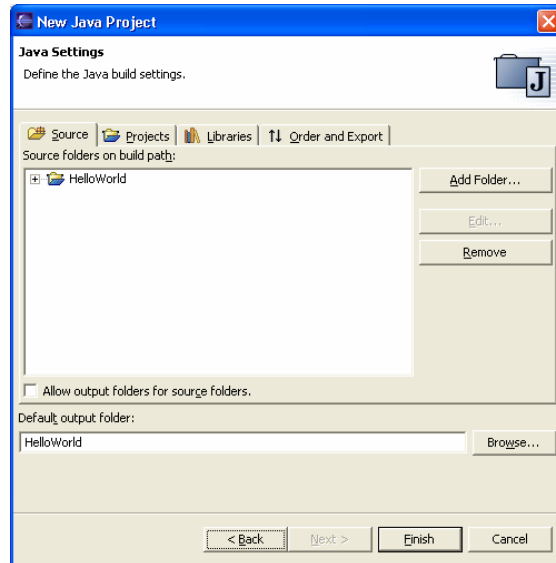 New Java Project
Java Settings
Define the Java build settings.
J
Source Projects Libraries Order and Export
Source folders on build path:
HelloWorld
Add Folder...
Edit...
Remove
Allow output folders for source folders.
Default output folder:
HelloWorld Browse...
< Back Next > Finish Cancel